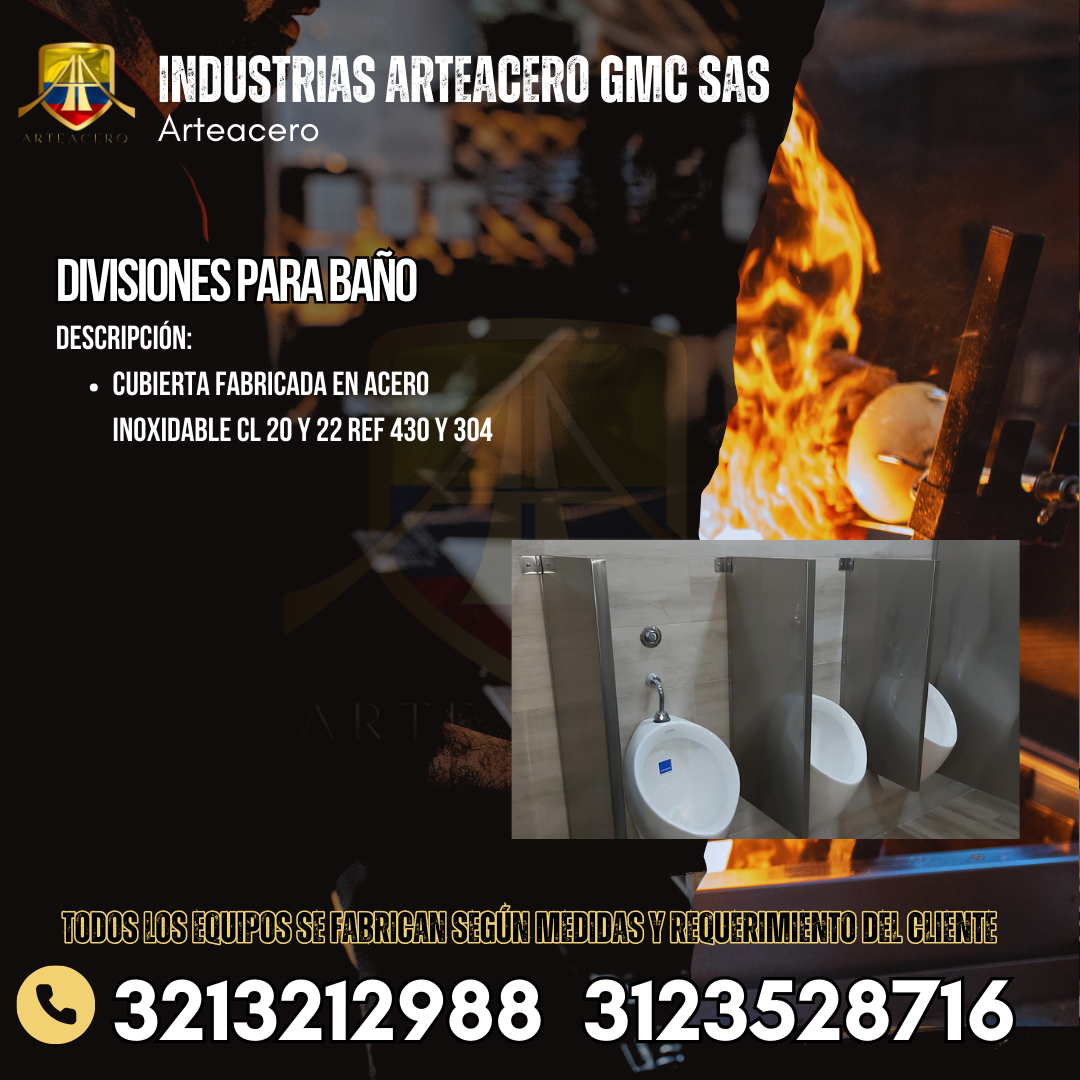 INDUSTRIAS ARTEACERO GMC SAS
Arteacero
ARTEACERO
DIVISIONES PARA BAÑO
DESCRIPCIÓN:
• CUBIERTA FABRICADA EN ACERO
INOXIDABLE CL 20 Y 22 REF 430 Y 304
ARTE
TODOS LOS EQUIPOS SE FABRICAN SEGÚN MEDIDAS Y REQUERIMIENTO DEL CLIENTE
3213212988 3123528716